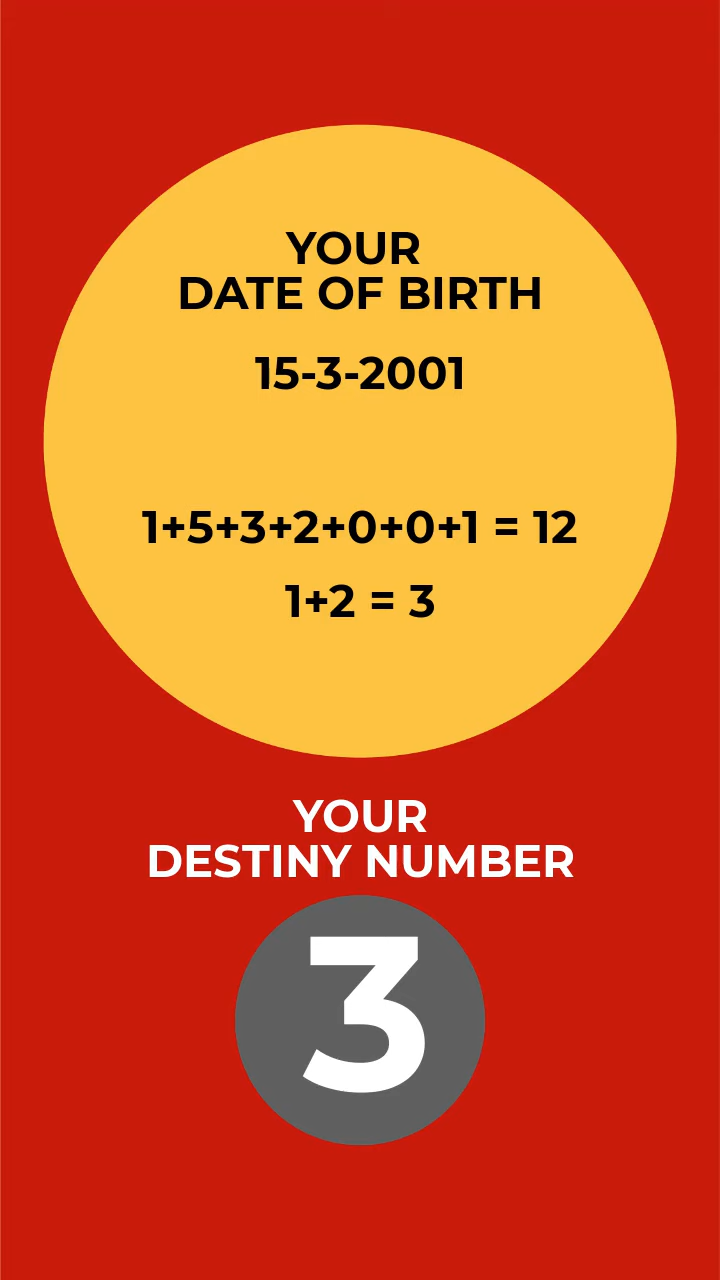 YOUR
DATE OF BIRTH
15-3-2001
1+5+3+2+0+0+1 = 12
1+2 = 3
YOUR
DESTINY NUMBER
3